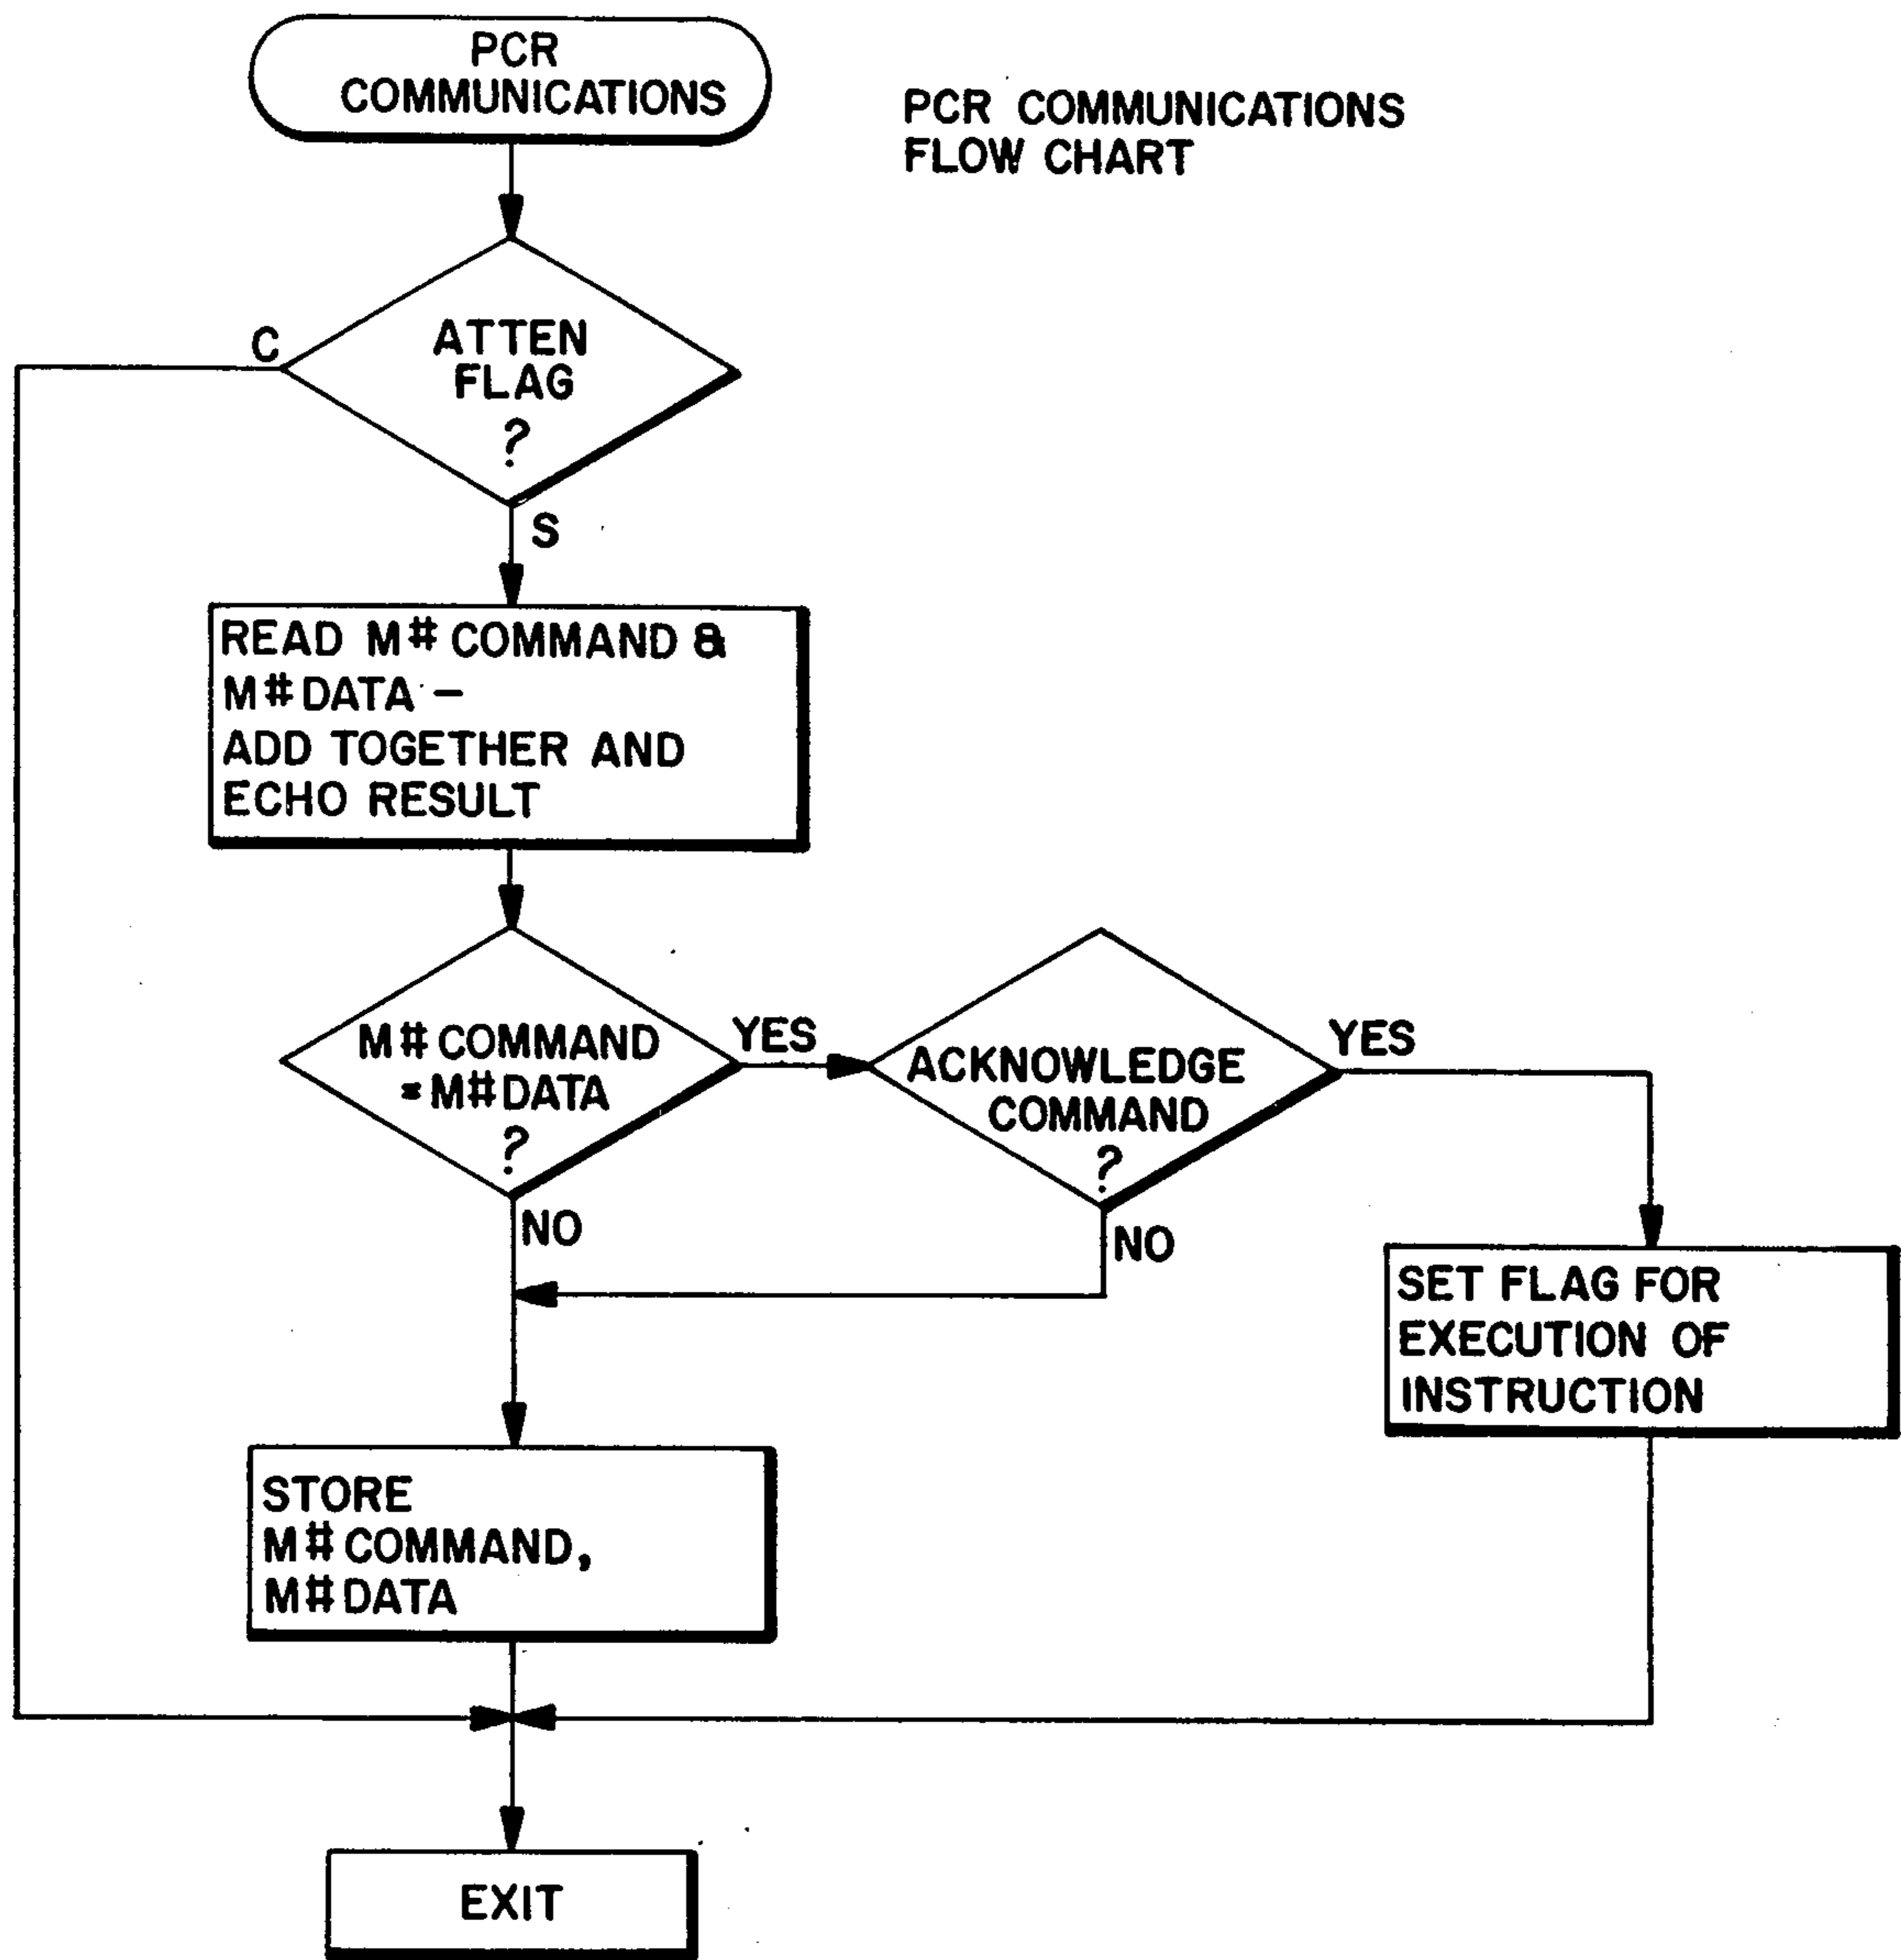 PCR
COMMUNICATIONS
PCR COMMUNICATIONS
FLOW CHART
C
ATTEN
FLAG
?
S
READ M# COMMAND &
M# DATA –
ADD TOGETHER AND
ECHO RESULT
M# COMMAND
= M# DATA
?
YES
NO
ACKNOWLEDGE
COMMAND
?
YES
NO
SET FLAG FOR
EXECUTION OF
INSTRUCTION
STORE
M# COMMAND,
M# DATA
EXIT